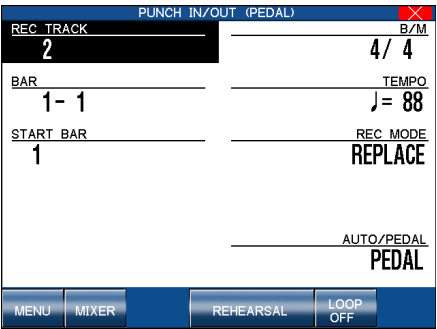 PUNCH IN/OUT (PEDAL)
REC TRACK
2
B/M
4/ 4
BAR
1- 1
TEMPO
♩= 88
START BAR
1
REC MODE
REPLACE
AUTO/PEDAL
PEDAL
MENU
MIXER
REHEARSAL
LOOP
OFF